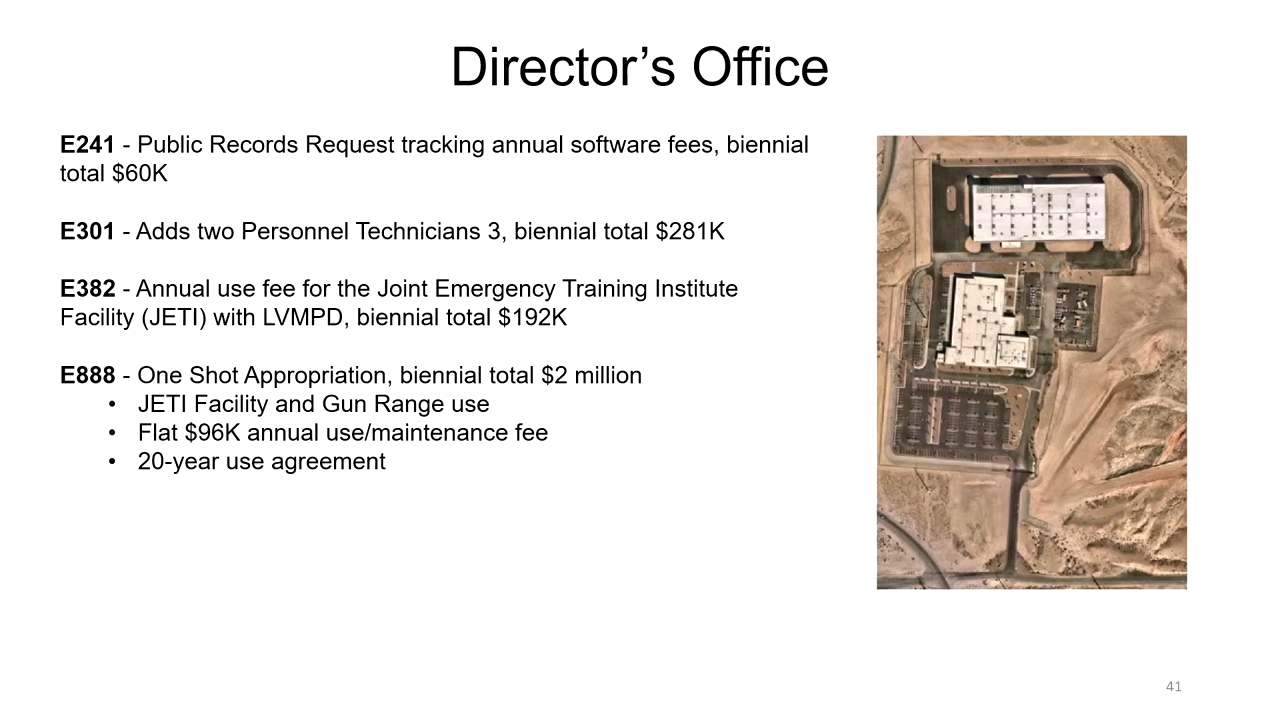 Director’s Office
E241 - Public Records Request tracking annual software fees, biennial
total $60K
E301 - Adds two Personnel Technicians 3, biennial total $281K
E382 - Annual use fee for the Joint Emergency Training Institute
Facility (JETI) with LVMPD, biennial total $192K
E888 - One Shot Appropriation, biennial total $2 million
• JETI Facility and Gun Range use
• Flat $96K annual use/maintenance fee
• 20-year use agreement
41